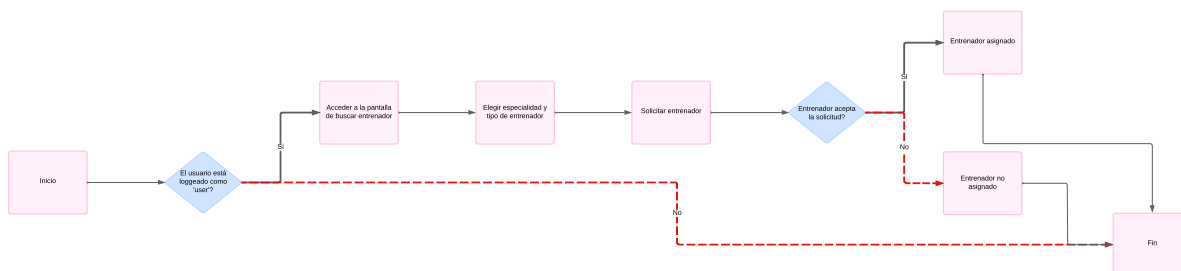 Inicio
El usuario está
loggeado como
'user'?
Sí
No
Acceder a la pantalla
de buscar entrenador
Elegir especialidad y
tipo de entrenador
Solicitar entrenador
Entrenador acepta
la solicitud?
Sí
No
Entrenador asignado
Entrenador no
asignado
Fin